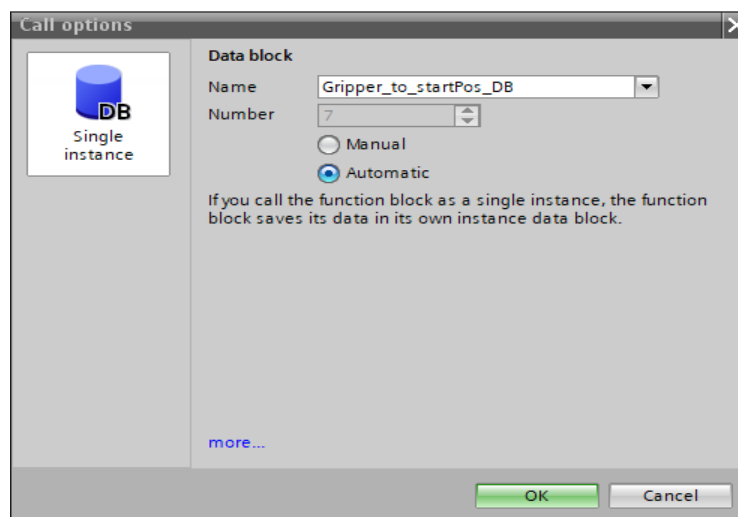 Call options
DB
Single
instance
Data block
Name Gripper_to_startPos_DB
Number 7
Manual
Automatic
If you call the function block as a single instance, the function
block saves its data in its own instance data block.
more...
OK Cancel